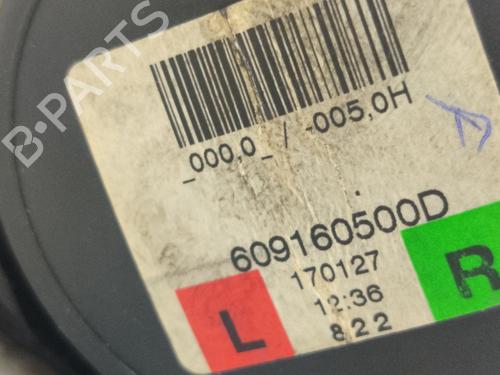 B-PARTS
_000,0_ / -005,0H
609160500D
170127
12:36
822
L
R